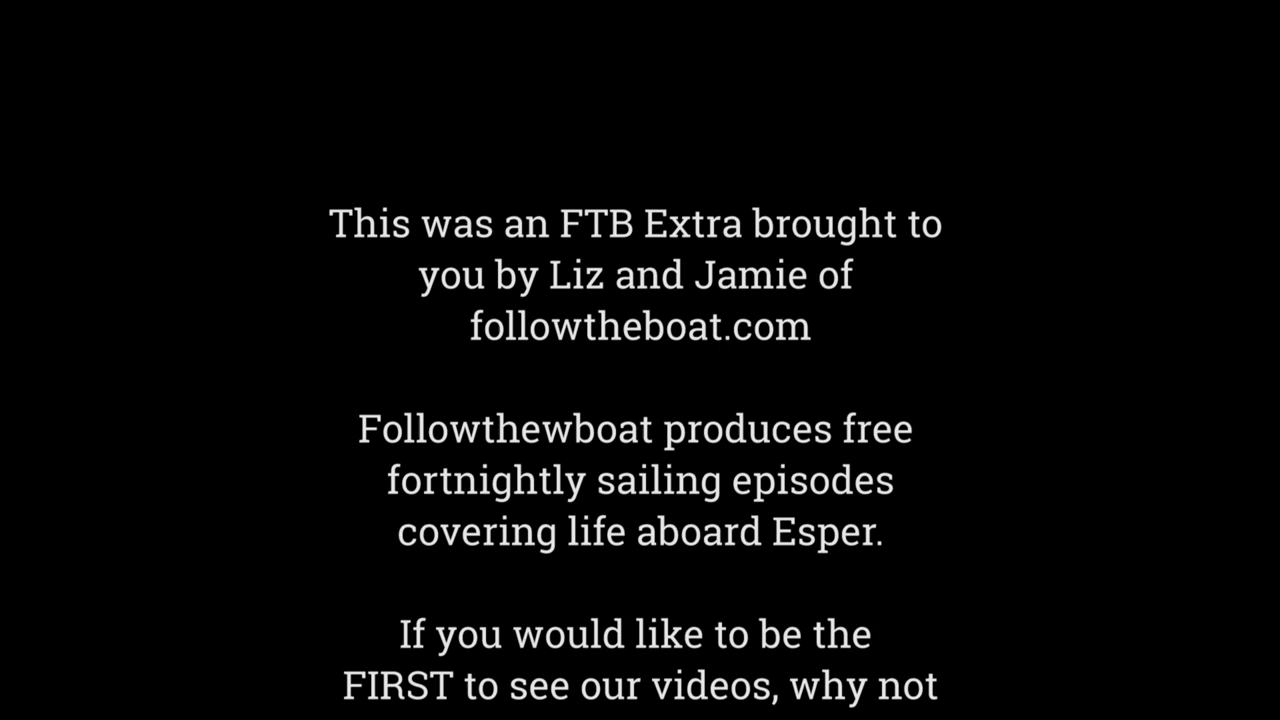 This was an FTB Extra brought to
you by Liz and Jamie of
followtheboat.com
Followthewboat produces free
fortnightly sailing episodes
covering life aboard Esper.
If you would like to be the
FIRST to see our videos, why not